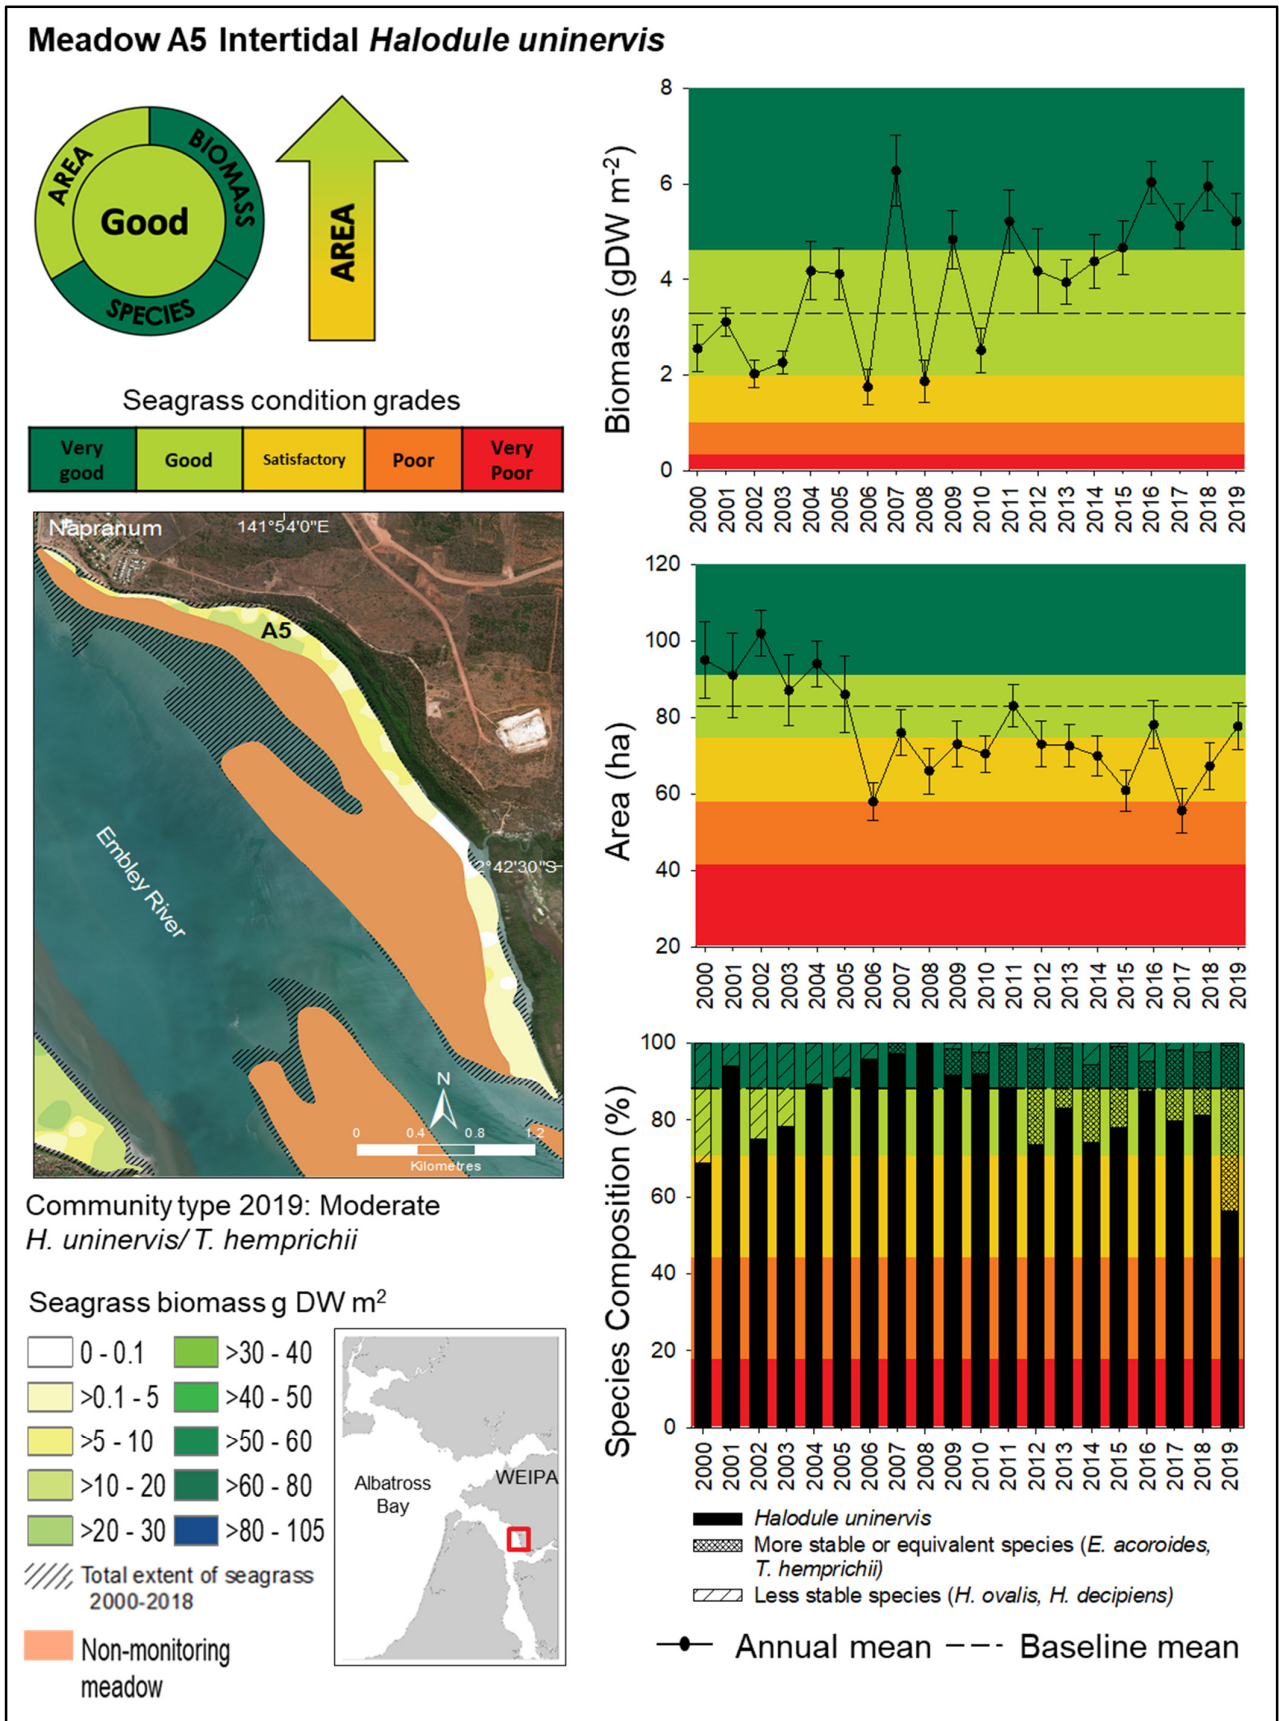 Meadow A5 Intertidal Halodule uninervis
AREA
BIOMASS
SPECIES
Good
AREA
Seagrass condition grades
Very good
Good
Satisfactory
Poor
Very Poor
Napranum
141°54'0"E
A5
2°42'30"S
Embley River
N
0 0.4 0.8 1.2
Kilometres
Community type 2019: Moderate
H. uninervis/ T. hemprichii
Seagrass biomass g DW m²
0 - 0.1
>0.1 - 5
>5 - 10
>10 - 20
>20 - 30
>30 - 40
>40 - 50
>50 - 60
>60 - 80
>80 - 105
Total extent of seagrass
2000-2018
Non-monitoring
meadow
Albatross
Bay
WEIPA
Biomass (gDW m⁻²)
8
6
4
2
0
2000 2001 2002 2003 2004 2005 2006 2007 2008 2009 2010 2011 2012 2013 2014 2015 2016 2017 2018 2019
Area (ha)
120
100
80
60
40
20
2000 2001 2002 2003 2004 2005 2006 2007 2008 2009 2010 2011 2012 2013 2014 2015 2016 2017 2018 2019
Species Composition (%)
100
80
60
40
20
0
2000 2001 2002 2003 2004 2005 2006 2007 2008 2009 2010 2011 2012 2013 2014 2015 2016 2017 2018 2019
Halodule uninervis
More stable or equivalent species (E. acoroides,
T. hemprichii)
Less stable species (H. ovalis, H. decipiens)
Annual mean
Baseline mean